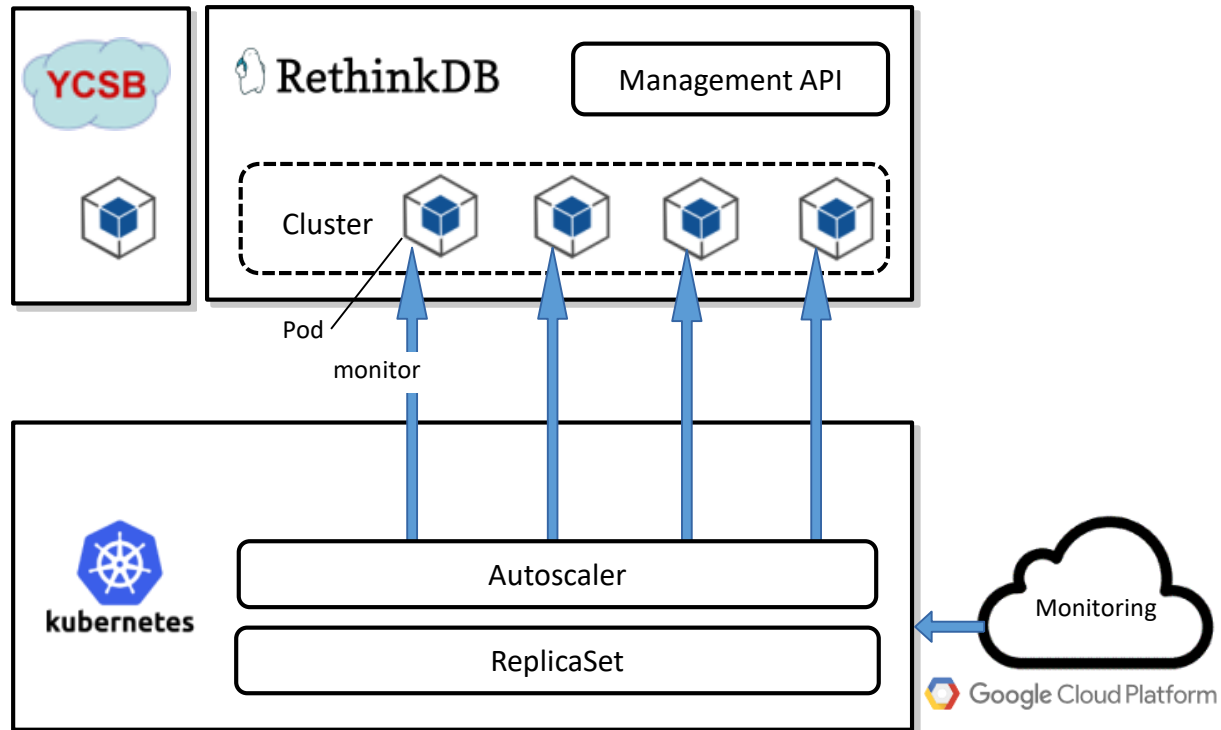 YCSB
RethinkDB
Management API
Cluster
Pod
monitor
kubernetes
Autoscaler
ReplicaSet
Monitoring
Google Cloud Platform